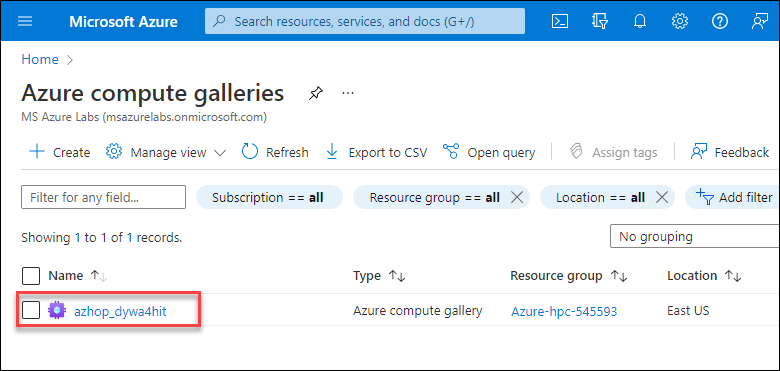 Microsoft Azure
Search resources, services, and docs (G+/)
Home
Azure compute galleries
MS Azure Labs (msazurelabs.onmicrosoft.com)
Create Manage view Refresh Export to CSV Open query Assign tags Feedback
Filter for any field... Subscription == all Resource group == all Location == all Add filter
Showing 1 to 1 of 1 records. No grouping
Name Type Resource group Location
azhop_dywa4hit Azure compute gallery Azure-hpc-545593 East US